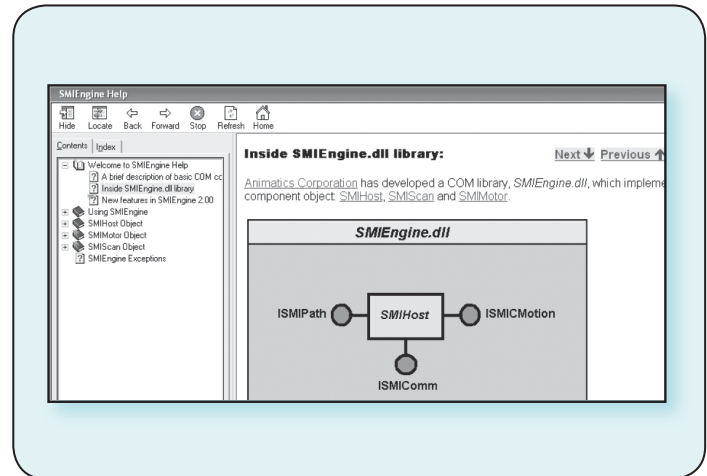 SMIEngine Help
Hide Locate Back Forward Stop Refresh Home
Contents Index
Welcome to SMIEngine Help
A brief description of basic COM cc
Inside SMIEngine.dll library
New features in SMIEngine 2.00
Using SMIEngine
SMIHost Object
SMIMotor Object
SMIScan Object
SMIEngine Exceptions
Inside SMIEngine.dll library:
Next Previous
Animatics Corporation has developed a COM library, SMIEngine.dll, which impleme
component object: SMIHost, SMIScan and SMIMotor.
SMIEngine.dll
ISMIPath
SMIHost
ISMICMotion
ISMIComm